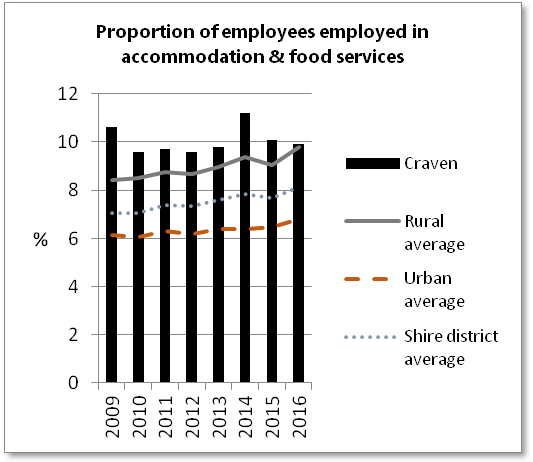 Proportion of employees employed in
accommodation & food services
12
10
8
6
4
2
0
%
2009
2010
2011
2012
2013
2014
2015
2016
Craven
Rural
average
Urban
average
Shire district
average